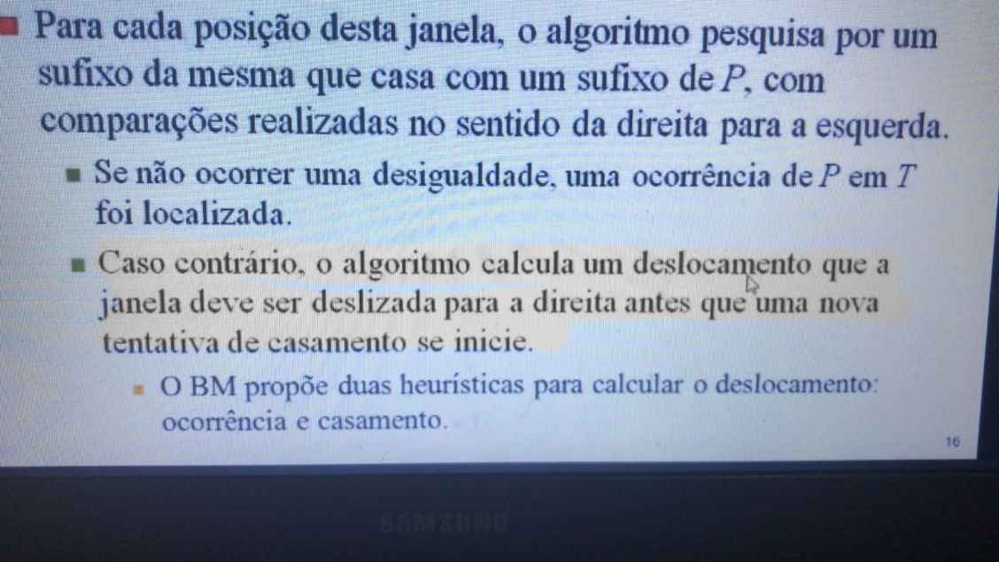 Para cada posição desta janela, o algoritmo pesquisa por um
sufixo da mesma que casa com um sufixo de P, com
comparações realizadas no sentido da direita para a esquerda.
Se não ocorrer uma desigualdade, uma ocorrência de P em T
foi localizada.
Caso contrário, o algoritmo calcula um deslocamento que a
janela deve ser deslizada para a direita antes que uma nova
tentativa de casamento se inicie.
O BM propõe duas heurísticas para calcular o deslocamento:
ocorrência e casamento.
16
SAMSUNG